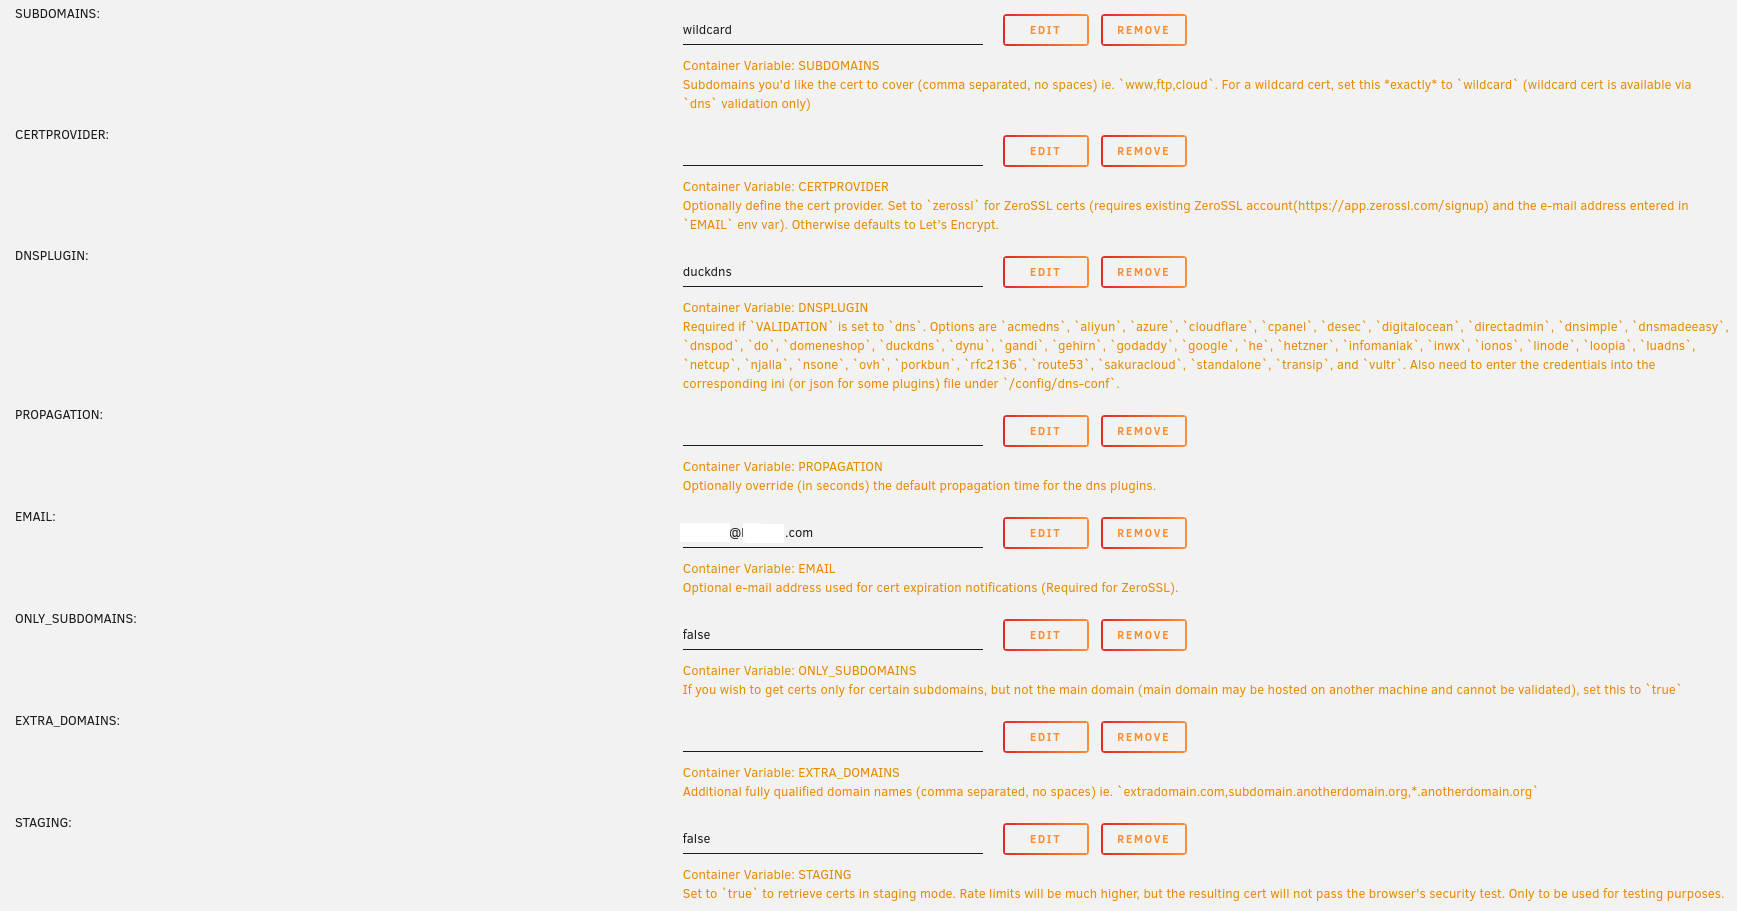 SUBDOMAINS:
wildcard
EDIT
REMOVE
Container Variable: SUBDOMAINS
Subdomains you'd like the cert to cover (comma separated, no spaces) ie. `www,ftp,cloud`. For a wildcard cert, set this *exactly* to `wildcard` (wildcard cert is available via
`dns` validation only)
CERTPROVIDER:
EDIT
REMOVE
Container Variable: CERTPROVIDER
Optionally define the cert provider. Set to `zerossl` for ZeroSSL certs (requires existing ZeroSSL account(https://app.zerossl.com/signup) and the e-mail address entered in
`EMAIL` env var). Otherwise defaults to Let's Encrypt.
DNSPLUGIN:
duckdns
EDIT
REMOVE
Container Variable: DNSPLUGIN
Required if `VALIDATION` is set to `dns`. Options are `acmedns`, `aliyun`, `azure`, `cloudflare`, `cpanel`, `desec`, `digitalocean`, `directadmin`, `dnsimple`, `dnsmadeeasy`,
`dnspod`, `do`, `domeneshop`, `duckdns`, `dynu`, `gandi`, `gehirn`, `godaddy`, `google`, `he`, `hetzner`, `infomaniak`, `inwx`, `ionos`, `linode`, `loopia`, `luadns`,
`netcup`, `njalla`, `nsone`, `ovh`, `porkbun`, `rfc2136`, `route53`, `sakuracloud`, `standalone`, `transip`, and `vultr`. Also need to enter the credentials into the
corresponding ini (or json for some plugins) file under `/config/dns-conf`.
PROPAGATION:
EDIT
REMOVE
Container Variable: PROPAGATION
Optionally override (in seconds) the default propagation time for the dns plugins.
EMAIL:
@ .com
EDIT
REMOVE
Container Variable: EMAIL
Optional e-mail address used for cert expiration notifications (Required for ZeroSSL).
ONLY_SUBDOMAINS:
false
EDIT
REMOVE
Container Variable: ONLY_SUBDOMAINS
If you wish to get certs only for certain subdomains, but not the main domain (main domain may be hosted on another machine and cannot be validated), set this to `true`
EXTRA_DOMAINS:
EDIT
REMOVE
Container Variable: EXTRA_DOMAINS
Additional fully qualified domain names (comma separated, no spaces) ie. `extradomain.com,subdomain.anotherdomain.org,*.anotherdomain.org`
STAGING:
false
EDIT
REMOVE
Container Variable: STAGING
Set to `true` to retrieve certs in staging mode. Rate limits will be much higher, but the resulting cert will not pass the browser's security test. Only to be used for testing purposes.